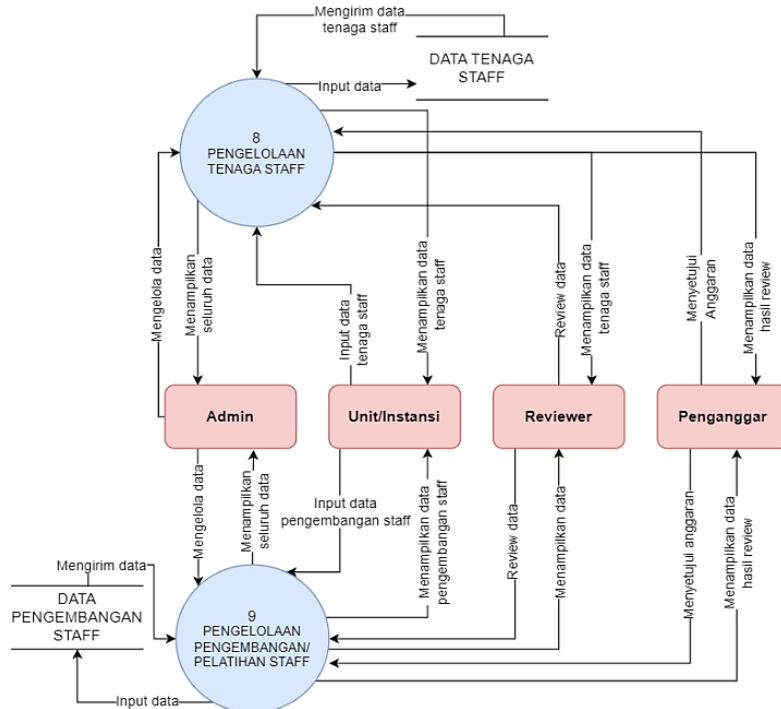 Mengirim data
tenaga staff
DATA TENAGA
STAFF
Input data
8
PENGELOLAAN
TENAGA STAFF
Mengelola data
Menampilkan
seluruh data
Input data
tenaga staff
Menampilkan data
tenaga staff
Review data
Menampilkan data
tenaga staff
Menyetujui
Anggaran
Menampilkan data
hasil review
Admin
Unit/Instansi
Reviewer
Penganggar
Mengelola data
Menampilkan
seluruh data
Input data
pengembangan staff
Menampilkan data
pengembangan staff
Review data
Menampilkan data
Menyetujui anggaran
Menampilkan data
hasil review
Mengirim data
DATA
PENGEMBANGAN
STAFF
9
PENGELOLAAN
PENGEMBANGAN/
PELATIHAN STAFF
Input data